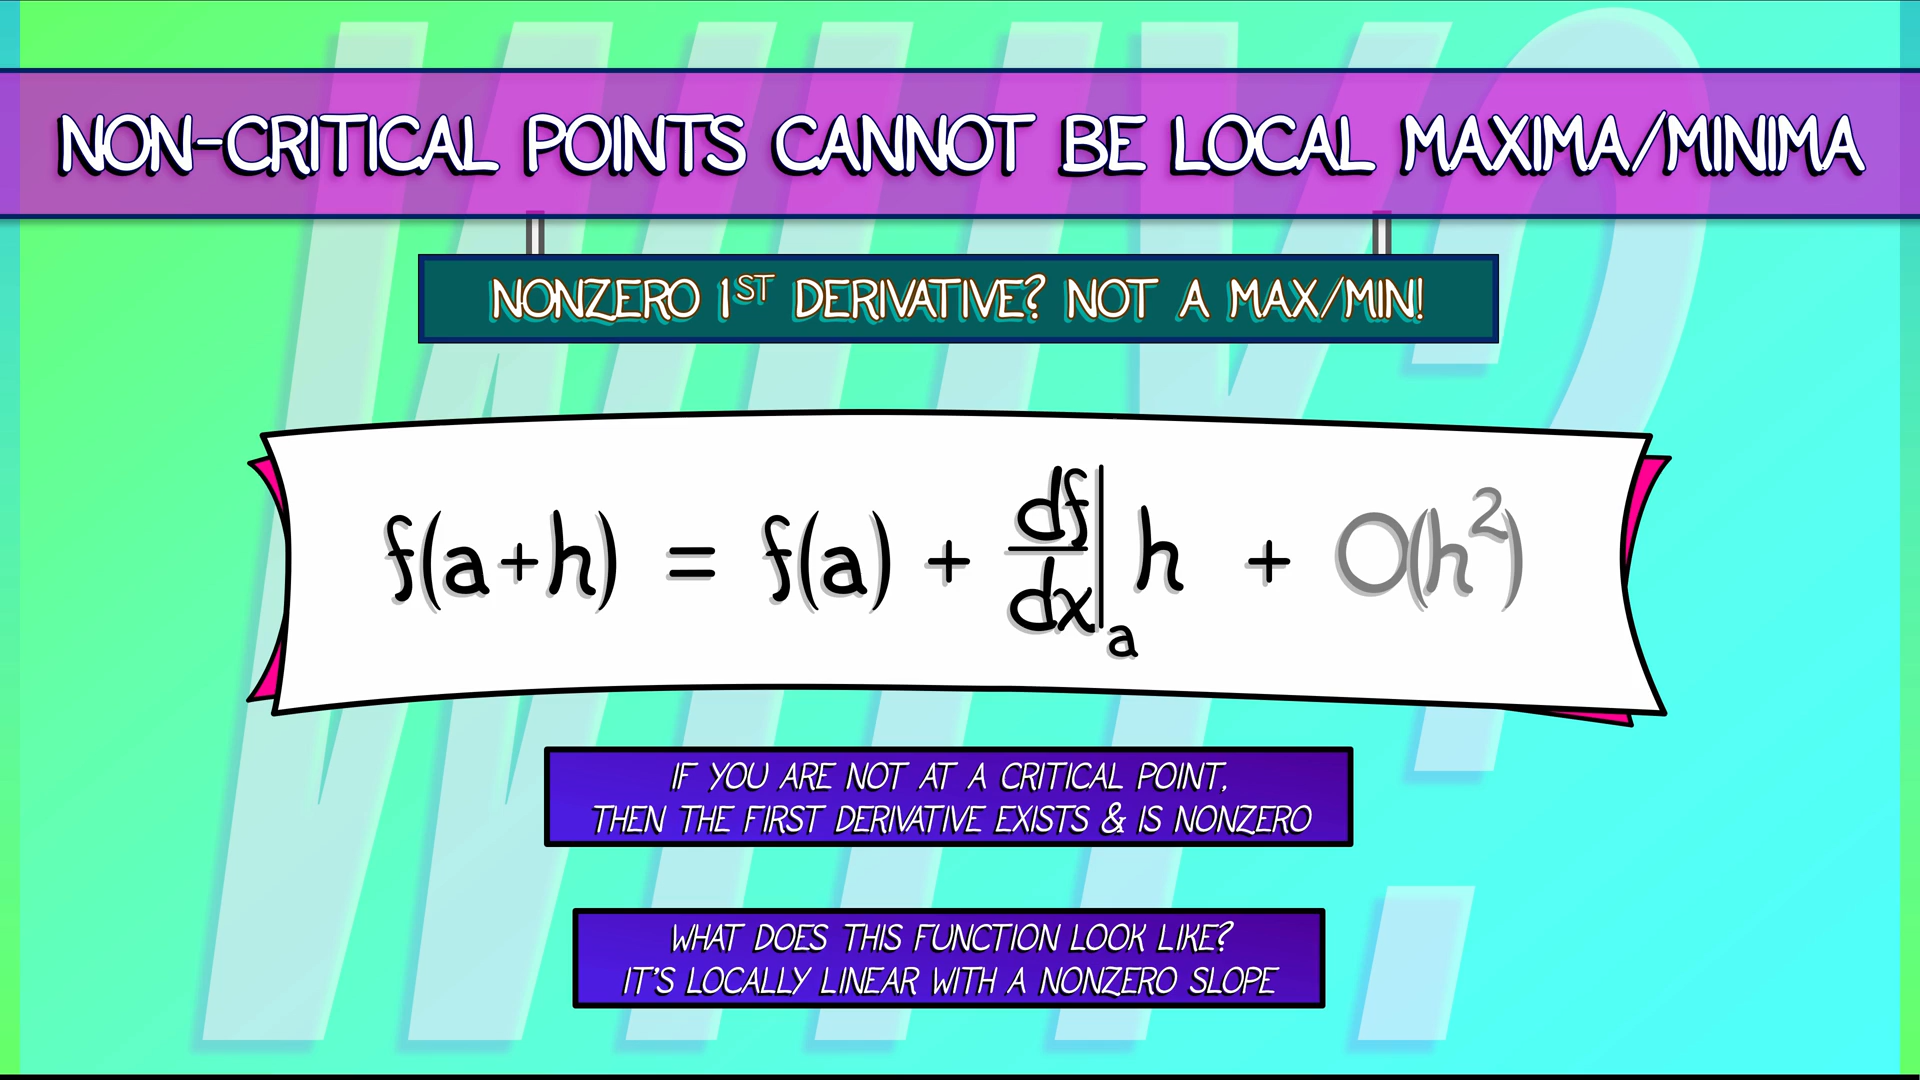 WHY?
NON-CRITICAL POINTS CANNOT BE LOCAL MAXIMA/MINIMA
NONZERO 1ST DERIVATIVE? NOT A MAX/MIN!
f(a+h) = f(a) + df/dx|a h + O(h²)
IF YOU ARE NOT AT A CRITICAL POINT,
THEN THE FIRST DERIVATIVE EXISTS & IS NONZERO
WHAT DOES THIS FUNCTION LOOK LIKE?
IT'S LOCALLY LINEAR WITH A NONZERO SLOPE